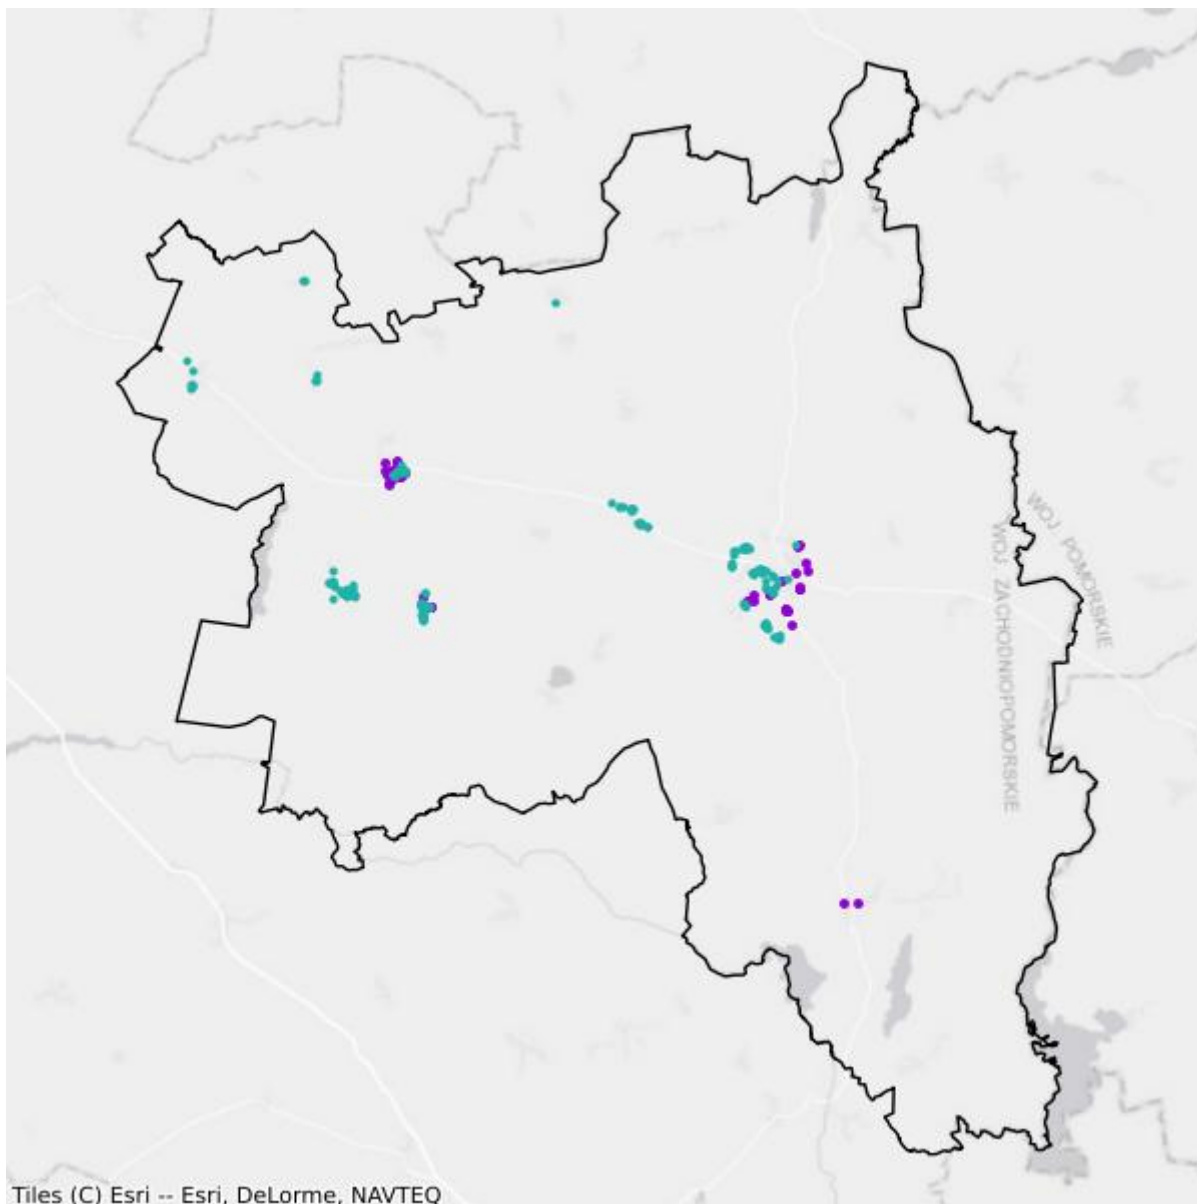 WOJ. POMORSKIE
WOJ. ZACHODNIOPOMORSKIE
Tiles (C) Esri -- Esri, DeLorme, NAVTEQ